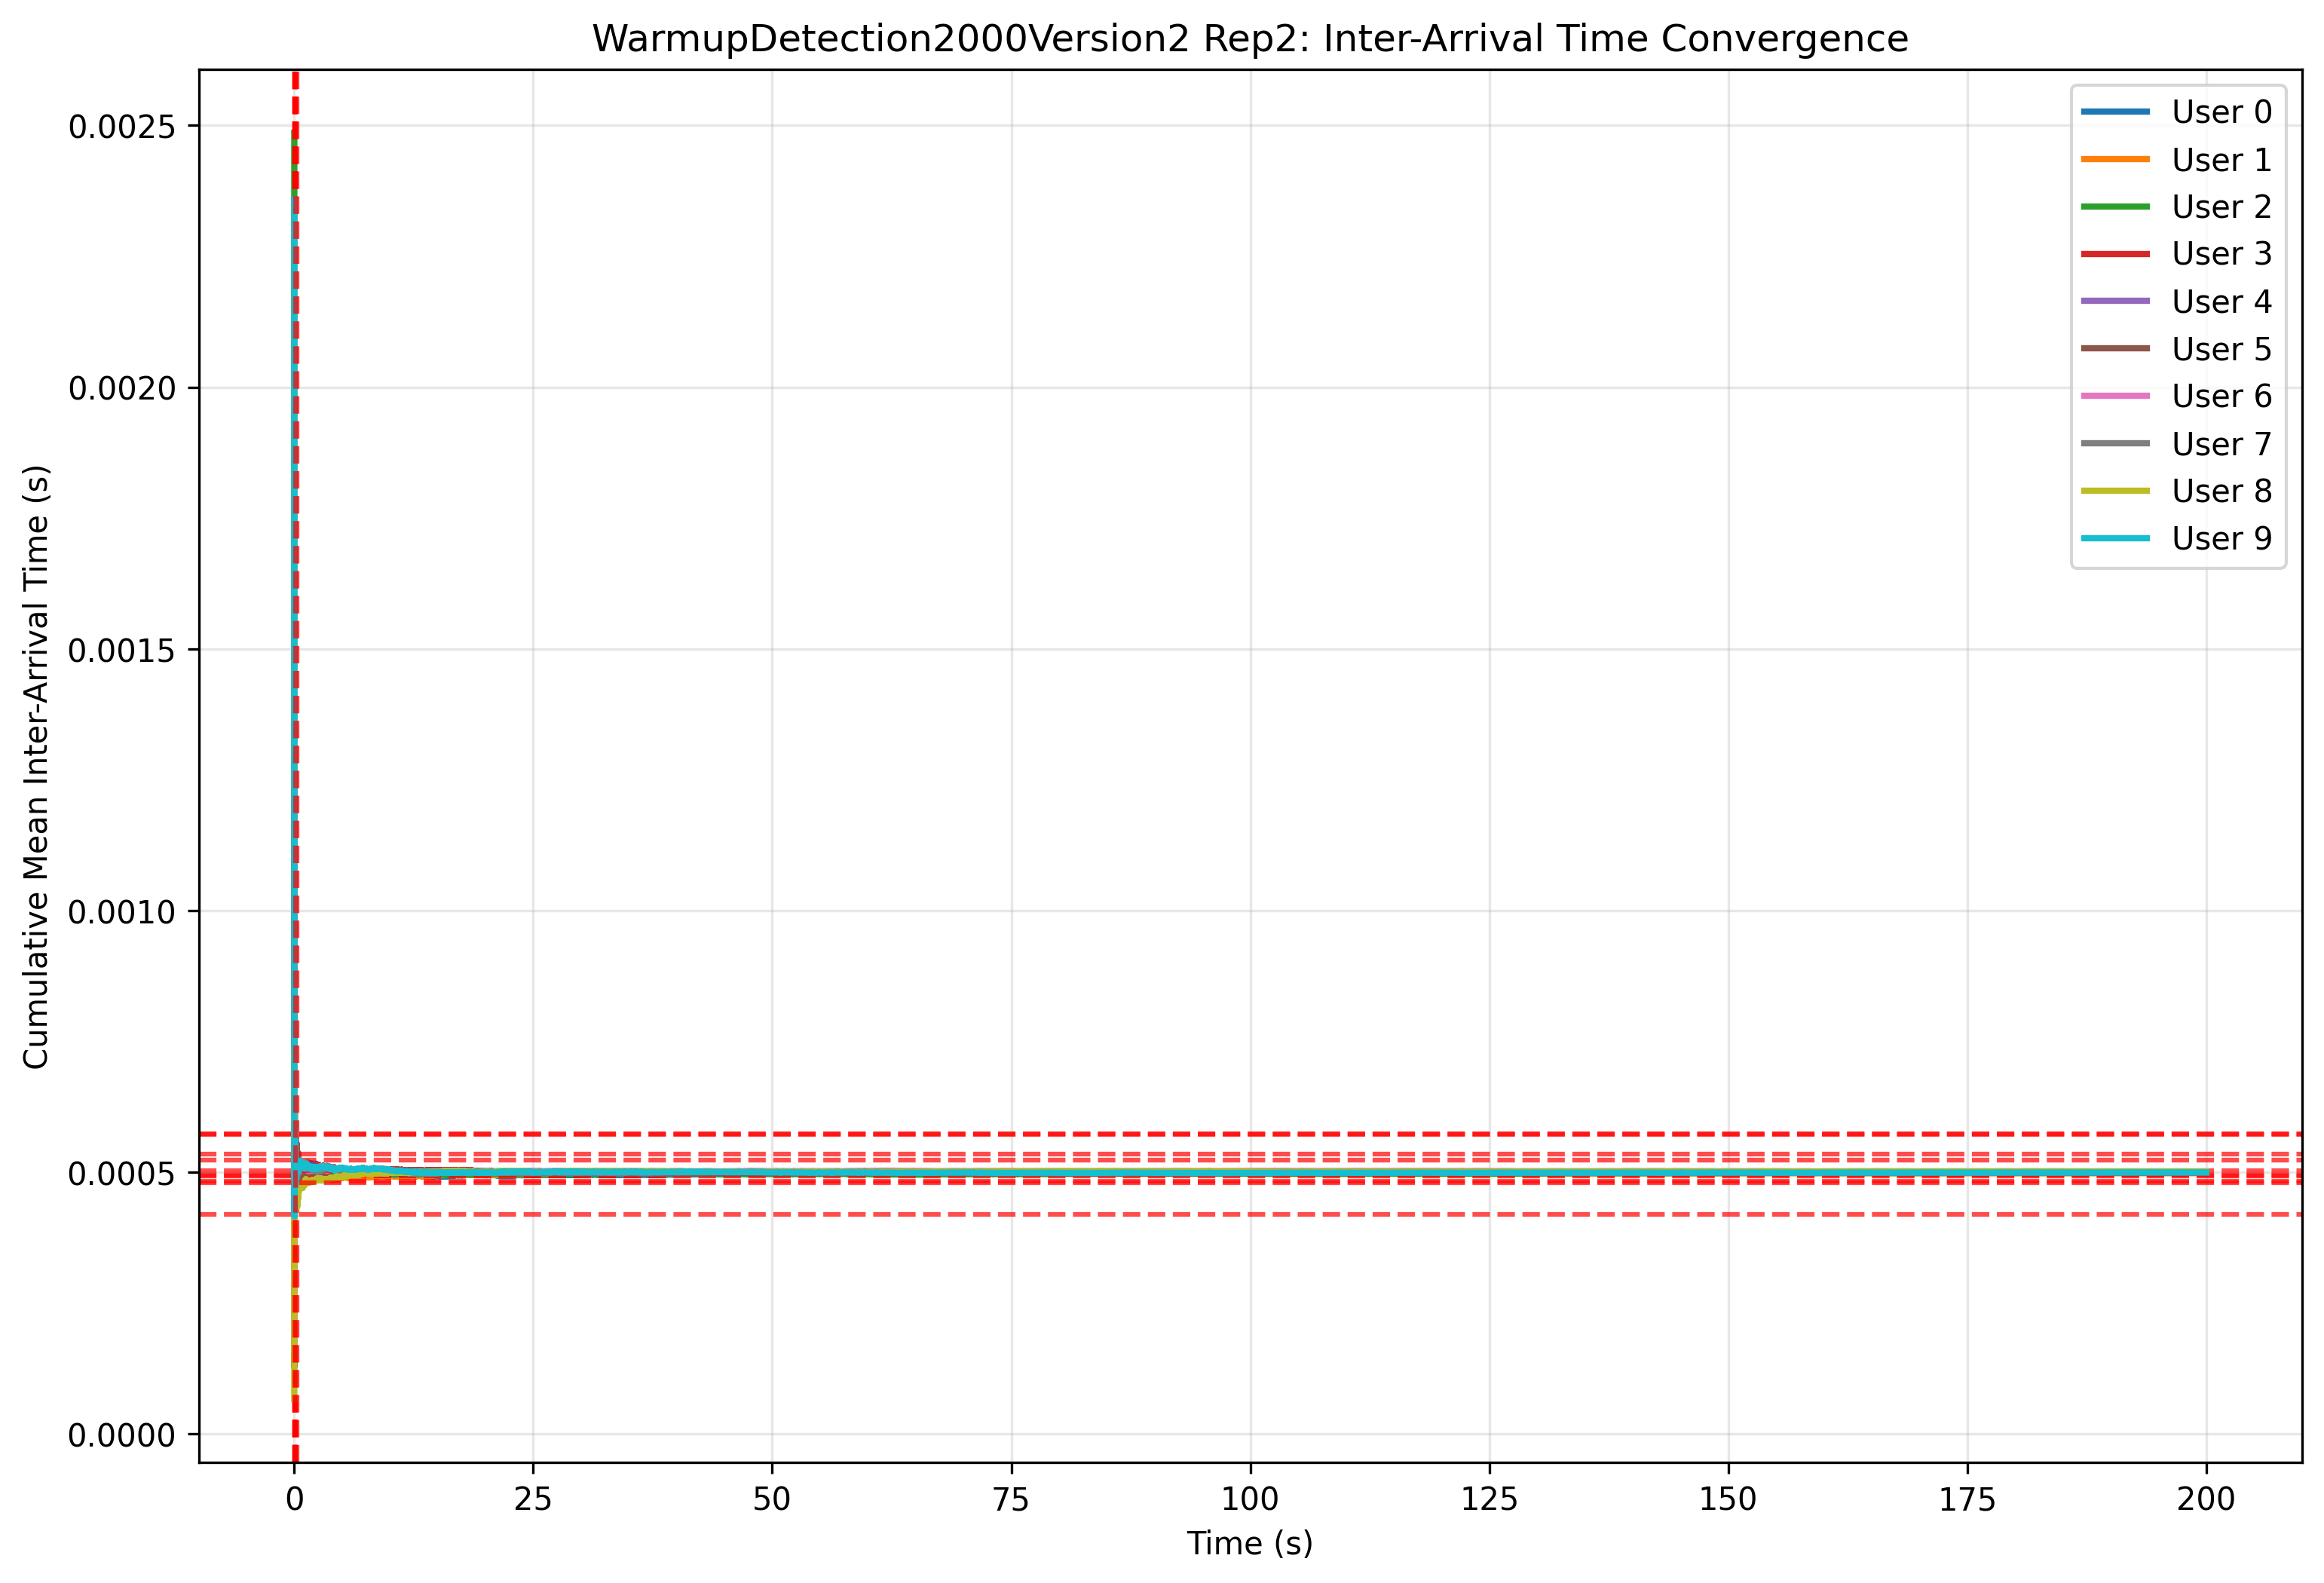 WarmupDetection2000Version2 Rep2: Inter-Arrival Time Convergence
Cumulative Mean Inter-Arrival Time (s)
0.0025
0.0020
0.0015
0.0010
0.0005
0.0000
User 0
User 1
User 2
User 3
User 4
User 5
User 6
User 7
User 8
User 9
0 25 50 75 100 125 150 175 200
Time (s)